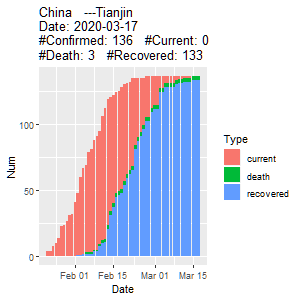 China   ---Tianjin
Date: 2020-03-17
#Confirmed: 136   #Current: 0
#Death: 3   #Recovered: 133
100
50
0
Num
Feb 01
Feb 15
Mar 01
Mar 15
Date
Type
current
death
recovered